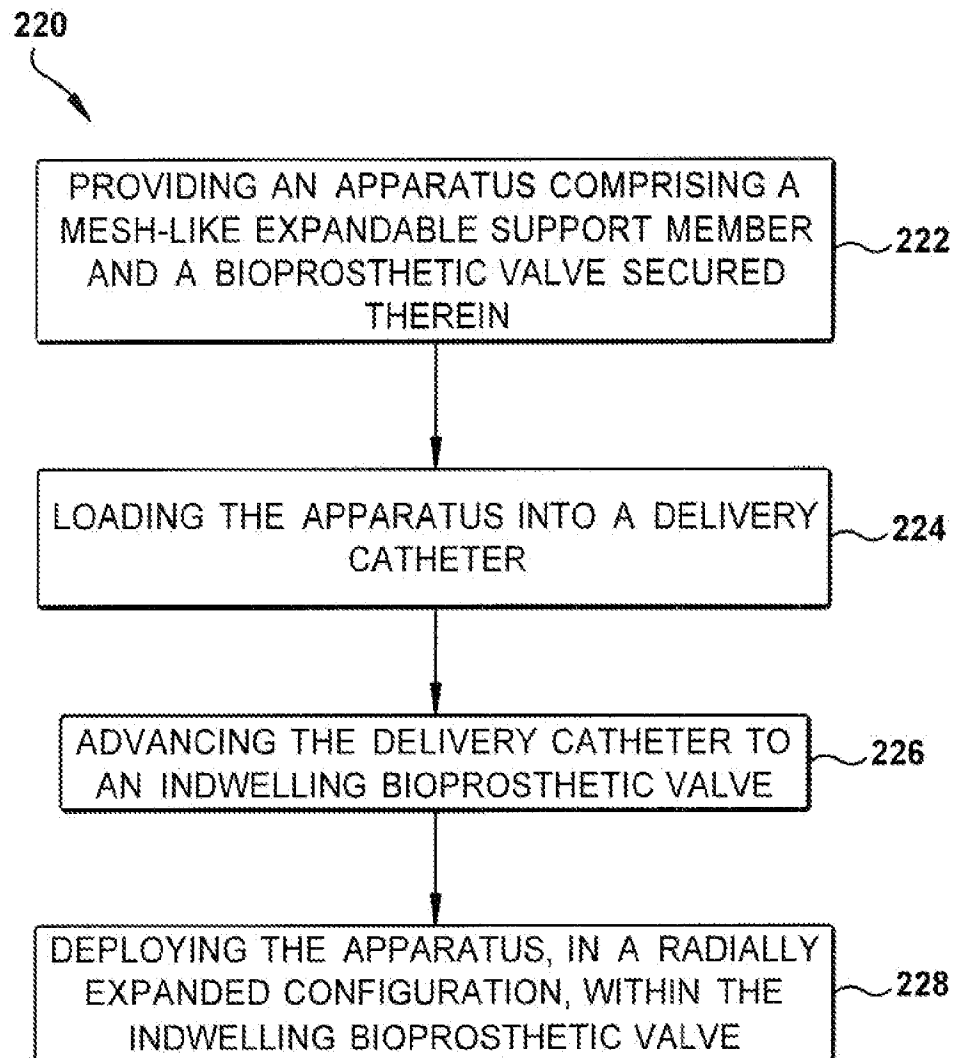 220
PROVIDING AN APPARATUS COMPRISING A
MESH-LIKE EXPANDABLE SUPPORT MEMBER
AND A BIOPROSTHETIC VALVE SECURED
THEREIN
222
LOADING THE APPARATUS INTO A DELIVERY
CATHETER
224
ADVANCING THE DELIVERY CATHETER TO
AN INDWELLING BIOPROSTHETIC VALVE
226
DEPLOYING THE APPARATUS, IN A RADIALLY
EXPANDED CONFIGURATION, WITHIN THE
INDWELLING BIOPROSTHETIC VALVE
228